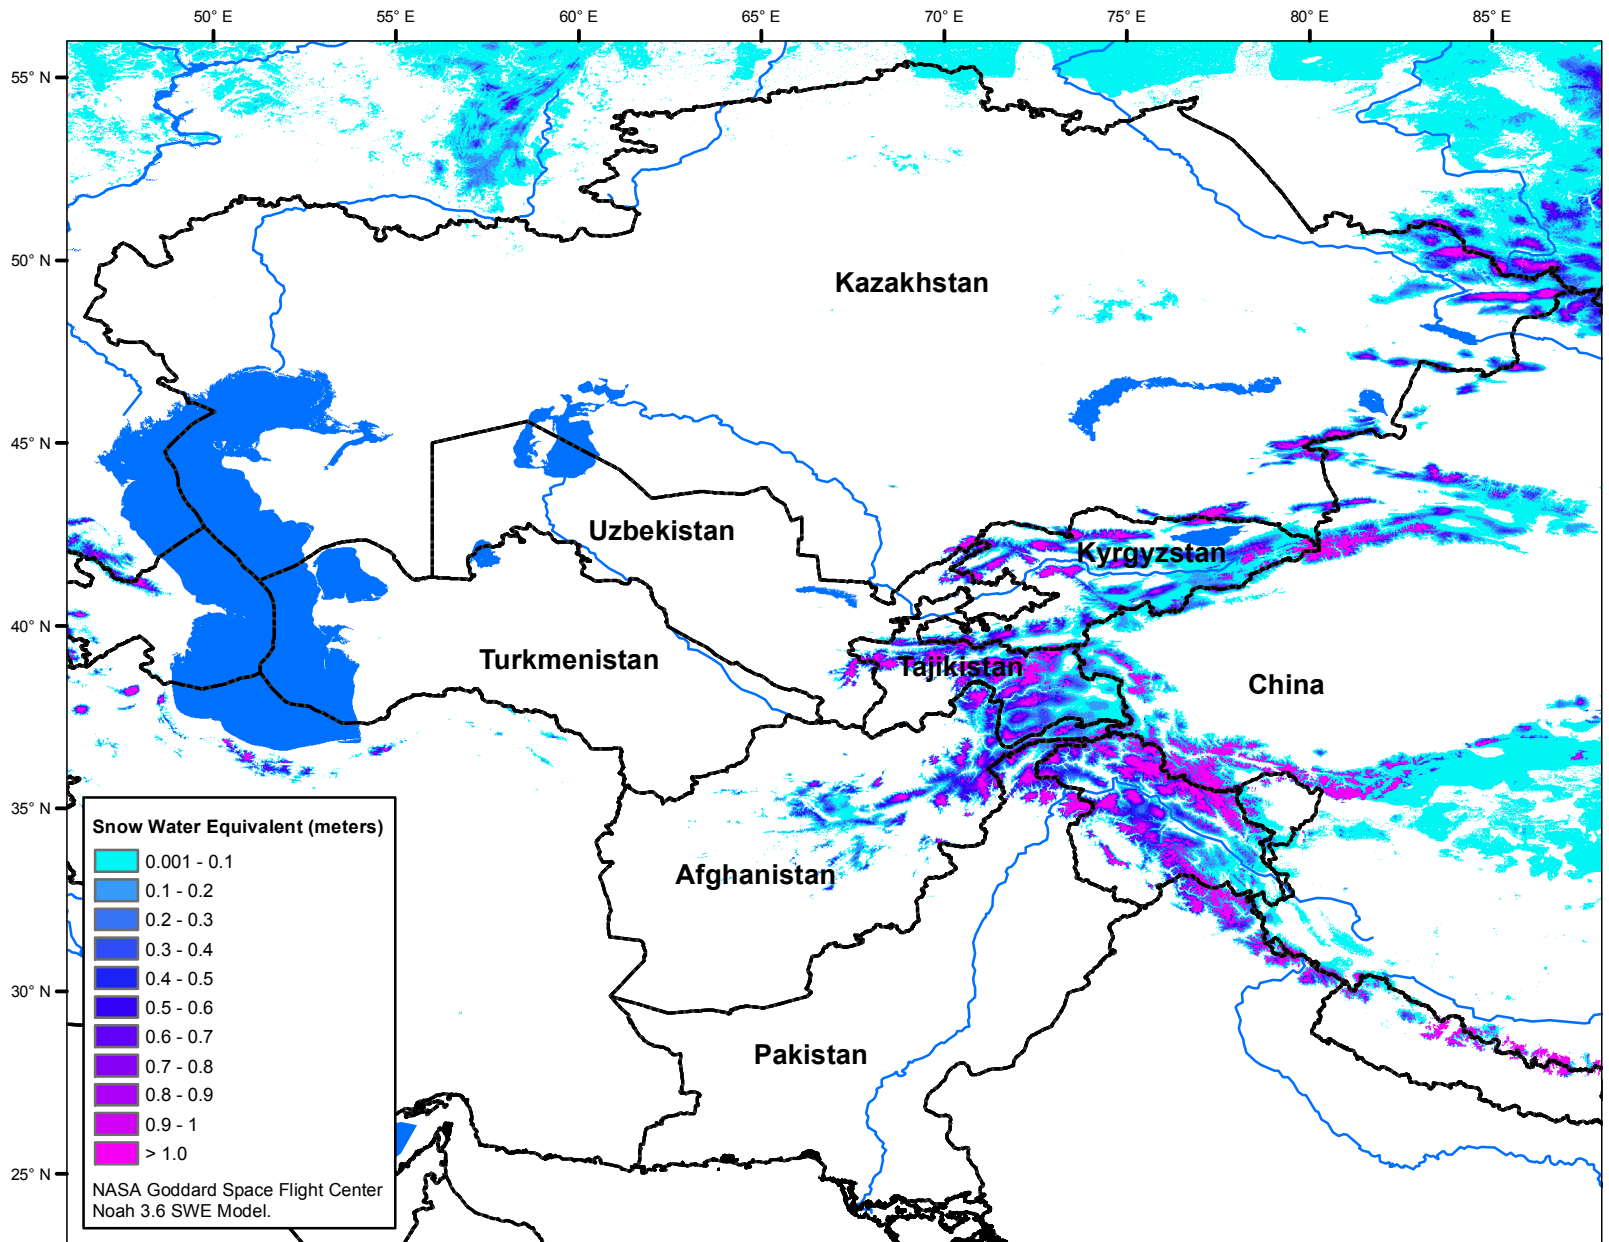 50° E 55° E 60° E 65° E 70° E 75° E 80° E 85° E
55° N
50° N
Kazakhstan
45° N
Uzbekistan
Kyrgyzstan
40° N
Turkmenistan
Tajikistan
China
35° N
Snow Water Equivalent (meters)
0.001 - 0.1
0.1 - 0.2
0.2 - 0.3
0.3 - 0.4
0.4 - 0.5
0.5 - 0.6
0.6 - 0.7
0.7 - 0.8
0.8 - 0.9
0.9 - 1
> 1.0
NASA Goddard Space Flight Center
Noah 3.6 SWE Model.
Afghanistan
30° N
Pakistan
25° N